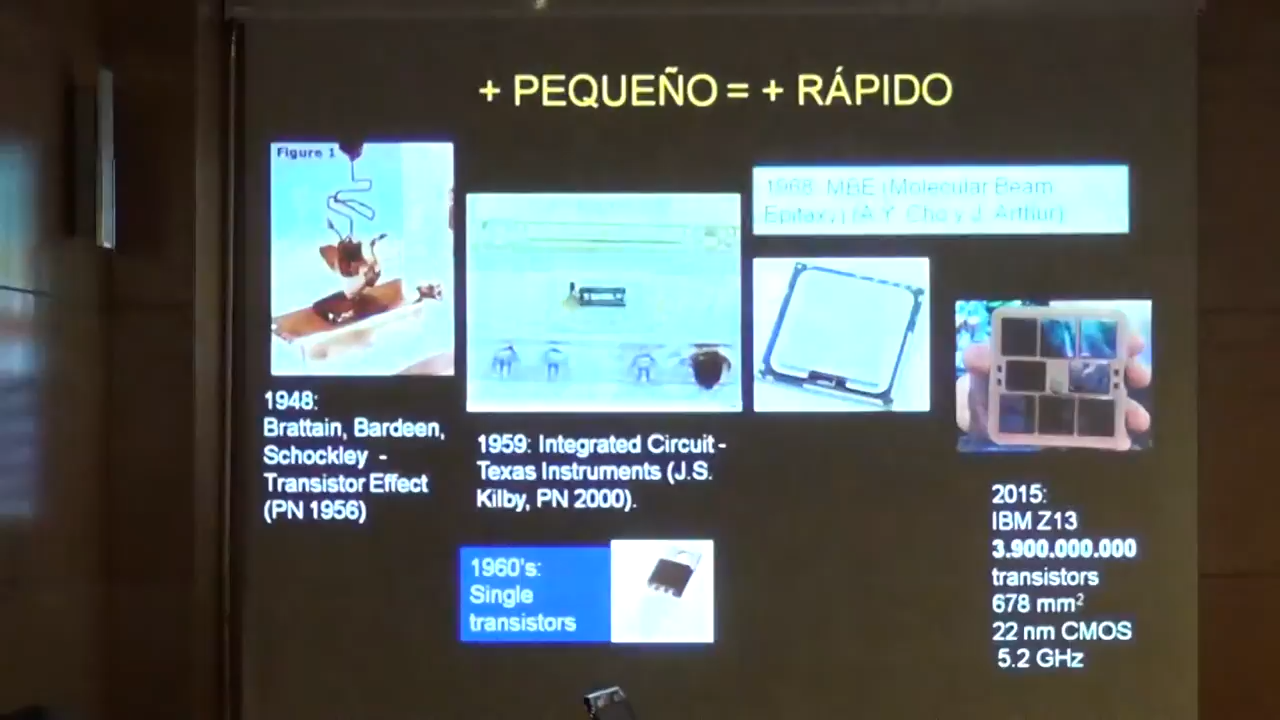 + PEQUEÑO = + RÁPIDO
Figure 1
1968: MBE (Molecular Beam
Epitaxy) (A.Y. Cho y J. Arthur)
1948:
Brattain, Bardeen,
Schockley -
Transistor Effect
(PN 1956)
1959: Integrated Circuit -
Texas Instruments (J.S.
Kilby, PN 2000).
1960's:
Single
transistors
2015:
IBM Z13
3.900.000.000
transistors
678 mm²
22 nm CMOS
5.2 GHz